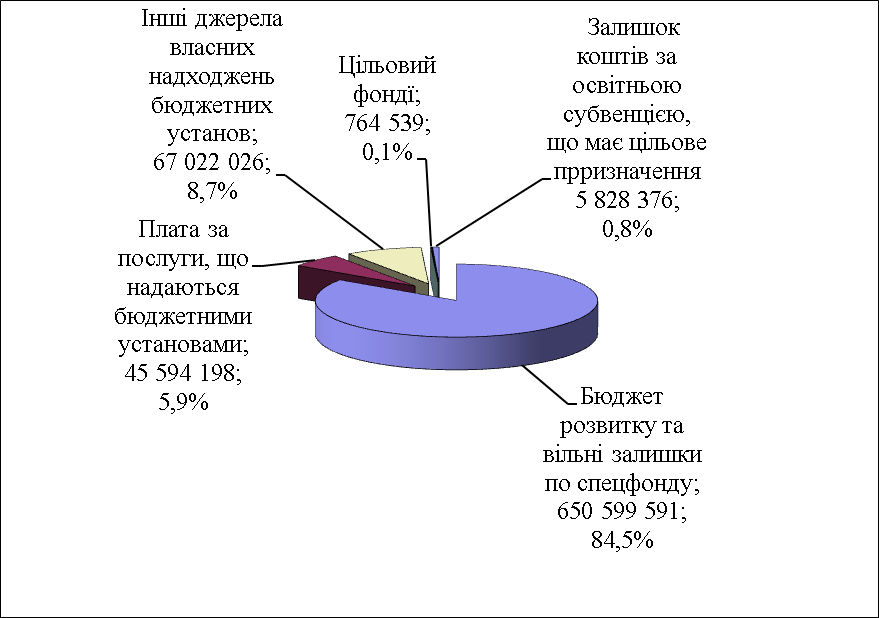 Інші джерела
власних
надходжень
бюджетних
установ;
67 022 026;
8,7%
Цільовий
фонді;
764 539;
0,1%
Залишок
коштів за
освітньою
субвенцією,
що має цільове
прризначення
5 828 376;
0,8%
Плата за
послуги, що
надаються
бюджетними
установами;
45 594 198;
5,9%
Бюджет
розвитку та
вільні залишки
по спецфонду;
650 599 591;
84,5%